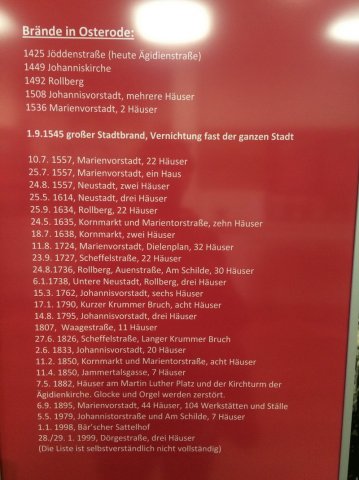 Brände in Osterode:
1425 Jöddenstraße (heute Ägidienstraße)
1449 Johanniskirche
1492 Rollberg
1508 Johannisvorstadt, mehrere Häuser
1536 Marienvorstadt, 2 Häuser
1.9.1545 großer Stadtbrand, Vernichtung fast der ganzen Stadt
10.7. 1557, Marienvorstadt, 22 Häuser
25.7. 1557, Marienvorstadt, ein Haus
24.8. 1557, Neustadt, zwei Häuser
25.5. 1614, Neustadt, drei Häuser
25.9. 1634, Rollberg, 22 Häuser
24.5. 1635, Kornmarkt und Marientorstraße, zehn Häuser
18.7. 1638, Kornmarkt, zwei Häuser
11.8. 1724, Marienvorstadt, Dielenplan, 32 Häuser
23.9. 1727, Scheffelstraße, 22 Häuser
24.8.1736, Rollberg, Auenstraße, Am Schilde, 30 Häuser
6.1.1738, Untere Neustadt, Rollberg, drei Häuser
15.3. 1762, Johannisvorstadt, sechs Häuser
17.1. 1790, Kurzer Krummer Bruch, acht Häuser
14.8. 1795, Johannisvorstadt, drei Häuser
1807, Waagestraße, 11 Häuser
27.6. 1826, Scheffelstraße, Langer Krummer Bruch
2.6. 1833, Johannisvorstadt, 20 Häuser
11.2. 1850, Kornmarkt und Marientorstraße, acht Häuser
11.4. 1850, Jammertalsgasse, 7 Häuser
7.5. 1882, Häuser am Martin Luther Platz und der Kirchturm der
Ägidienkirche. Glocke und Orgel werden zerstört.
6.9. 1895, Marienvorstadt, 44 Häuser, 104 Werkstätten und Ställe
5.5. 1979, Johannistorstraße und Am Schilde, 7 Häuser
1.1. 1998, Bär'scher Sattelhof
28./29. 1. 1999, Dörgestraße, drei Häuser
(Die Liste ist selbstverständlich nicht vollständig)